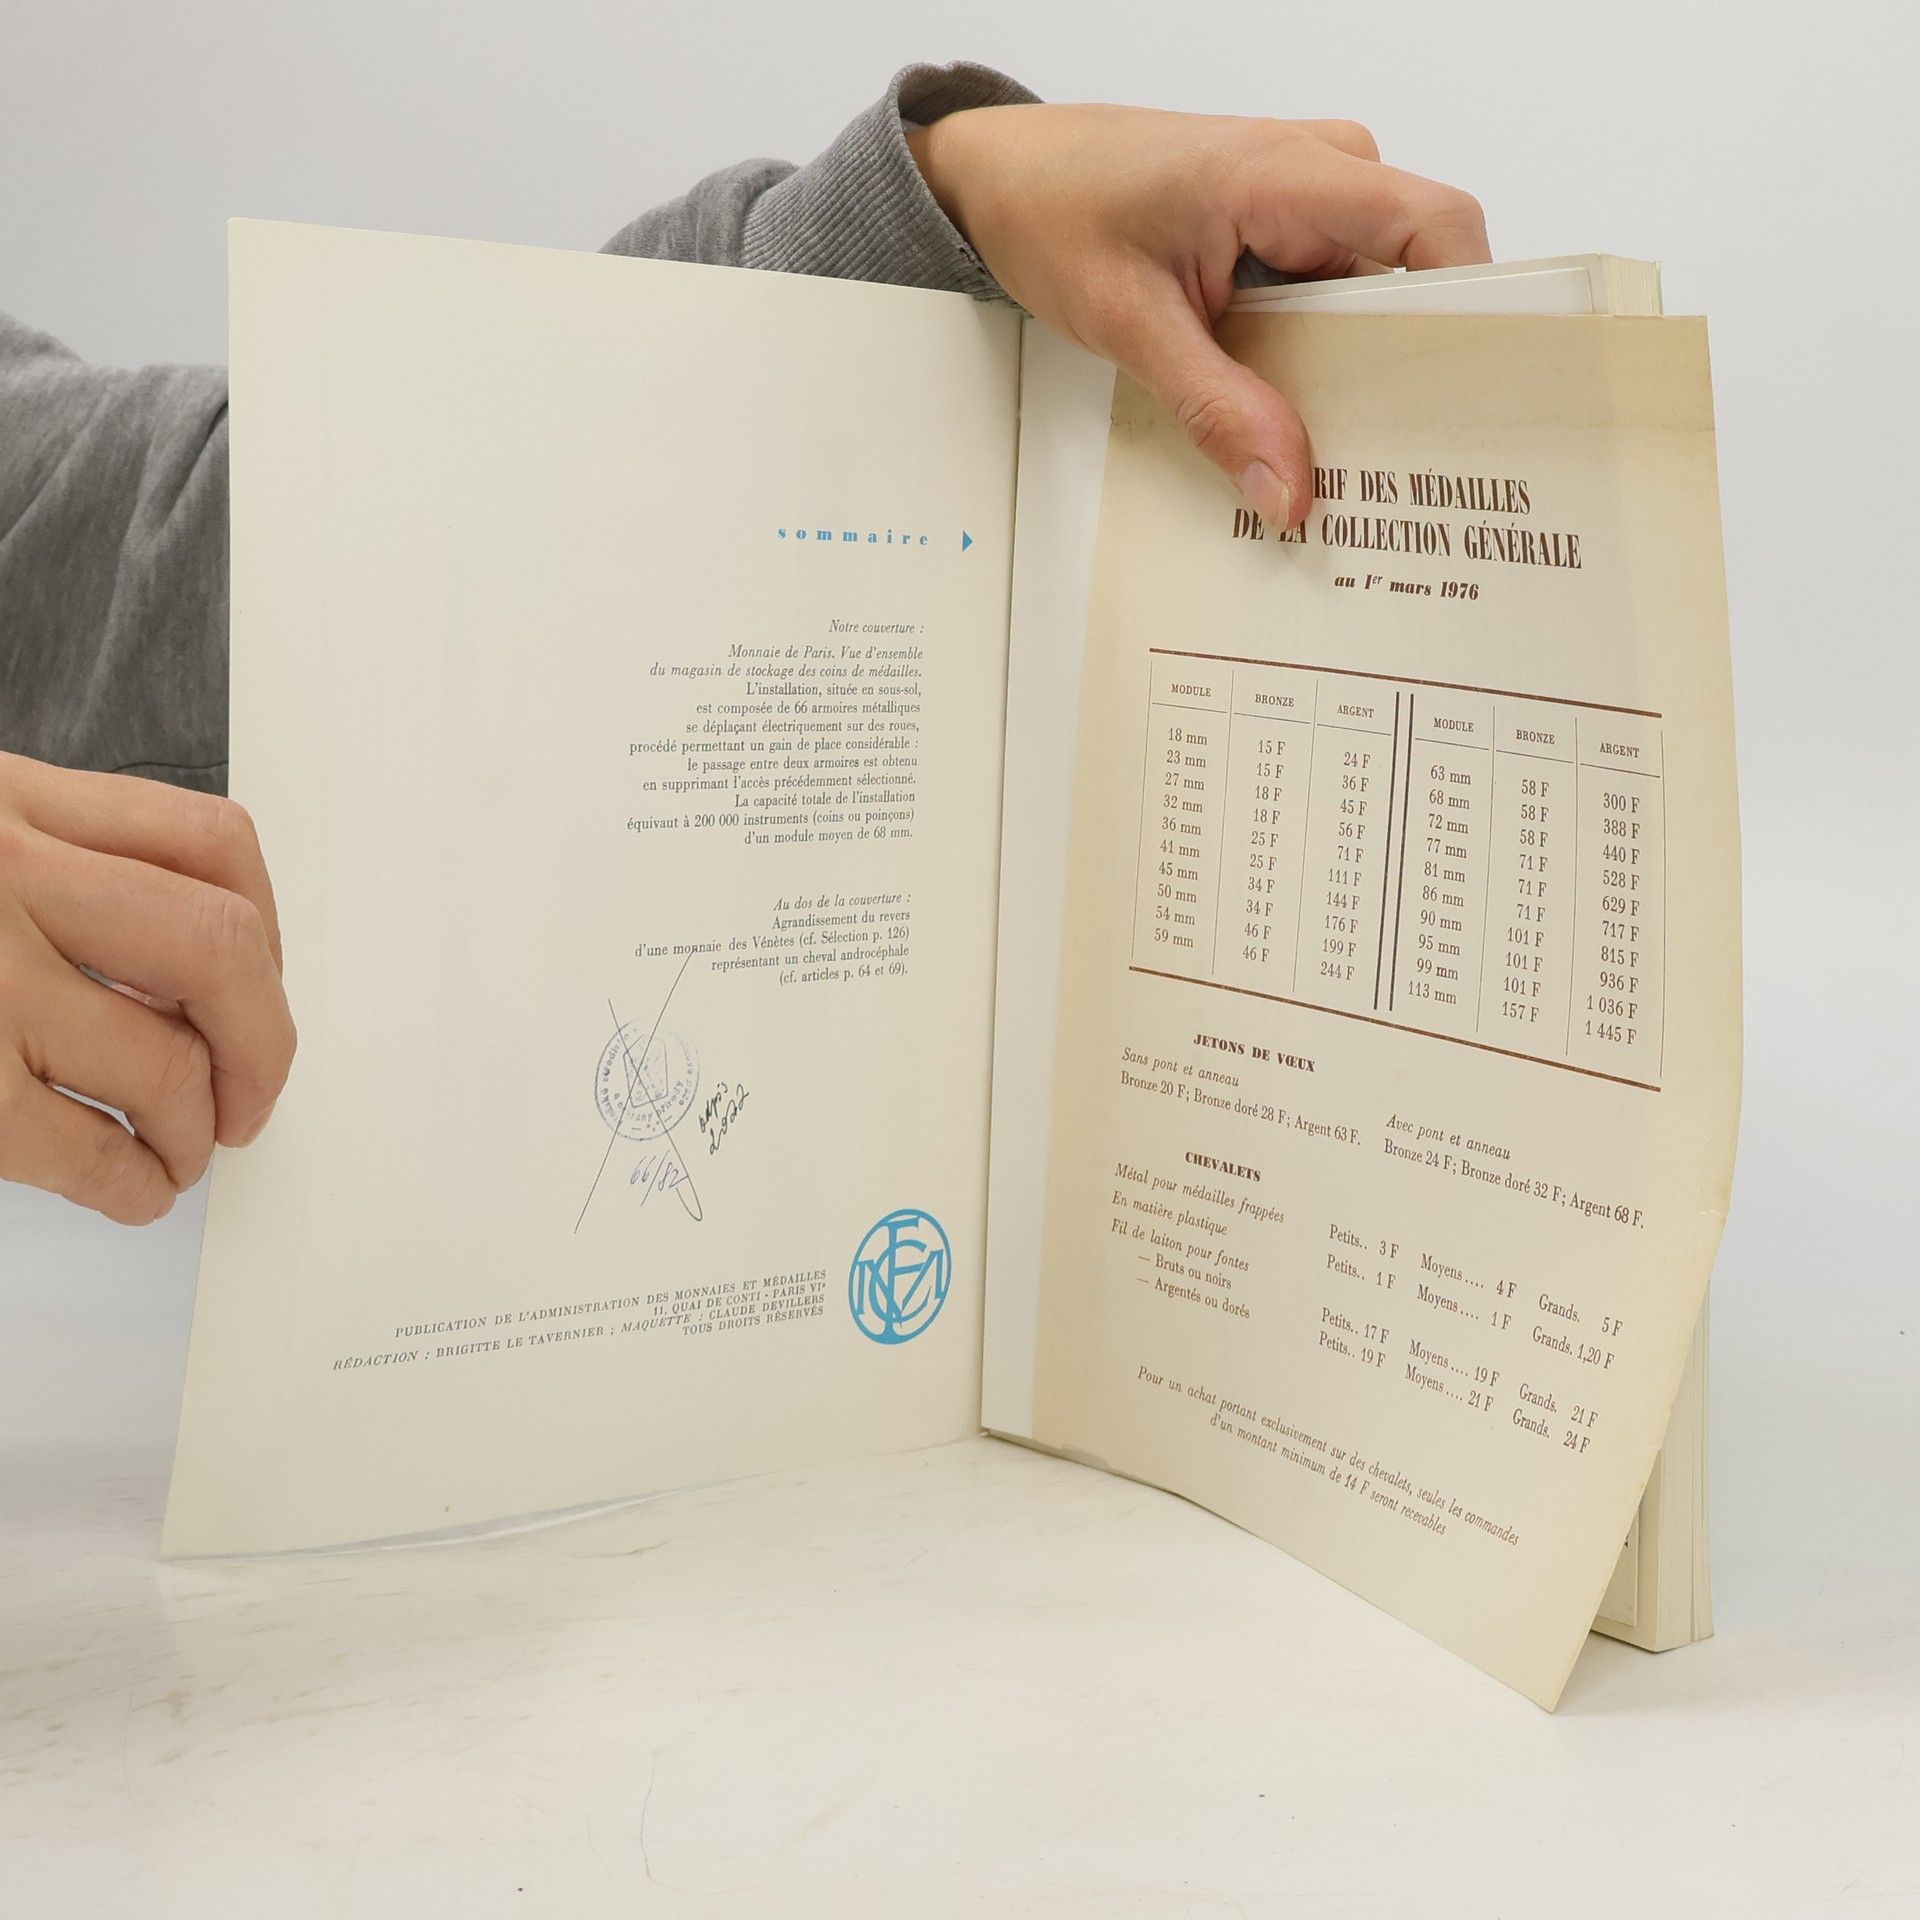 sommaire
Notre couverture :
Monnaie de Paris. Vue d'ensemble
du magasin de stockage des coins de médailles.
L'installation, située en sous-sol,
est composée de 66 armoires métalliques
se déplaçant électriquement sur des roues,
procédé permettant un gain de place considérable :
le passage entre deux armoires est obtenu
en supprimant l'accès précédemment sélectionné.
La capacité totale de l'installation
équivaut à 200 000 instruments (coins ou poinçons)
d'un module moyen de 68 mm.
Au dos de la couverture :
Agrandissement du revers
d'une monnaie des Vénètes (cf. Sélection p. 126)
représentant un cheval androcéphale
(cf. articles p. 64 et 69).
66/82
PUBLICATION DE L'ADMINISTRATION DES MONNAIES ET MÉDAILLES
11, QUAI DE CONTI - PARIS VIe
RÉDACTION : BRIGITTE LE TAVERNIER ; MAQUETTE : CLAUDE DEVILLERS
TOUS DROITS RÉSERVÉS
RIF DES MÉDAILLES
DE LA COLLECTION GÉNÉRALE
au 1er mars 1976
MODULE BRONZE ARGENT MODULE BRONZE ARGENT
18 mm 15 F 24 F 63 mm 58 F 300 F
23 mm 15 F 36 F 68 mm 58 F 388 F
27 mm 18 F 45 F 72 mm 58 F 440 F
32 mm 18 F 56 F 77 mm 71 F 528 F
36 mm 25 F 71 F 81 mm 71 F 629 F
41 mm 25 F 111 F 86 mm 71 F 717 F
45 mm 34 F 144 F 90 mm 101 F 815 F
50 mm 34 F 176 F 95 mm 101 F 936 F
54 mm 46 F 199 F 99 mm 101 F 1 036 F
59 mm 46 F 244 F 113 mm 157 F 1 445 F
JETONS DE VŒUX
Sans pont et anneau
Bronze 20 F ; Bronze doré 28 F ; Argent 63 F.
Avec pont et anneau
Bronze 24 F ; Bronze doré 32 F ; Argent 68 F.
CHEVALETS
Métal pour médailles frappées Petits.. 3 F Moyens.... 4 F Grands. 5 F
En matière plastique Petits.. 1 F Moyens.... 1 F Grands. 1,20 F
Fil de laiton pour fontes
— Bruts ou noirs Petits.. 17 F Moyens.... 19 F Grands. 21 F
— Argentés ou dorés Petits.. 19 F Moyens.... 21 F Grands. 24 F
Pour un achat portant exclusivement sur des chevalets, seules les commandes
d'un montant minimum de 14 F seront recevables